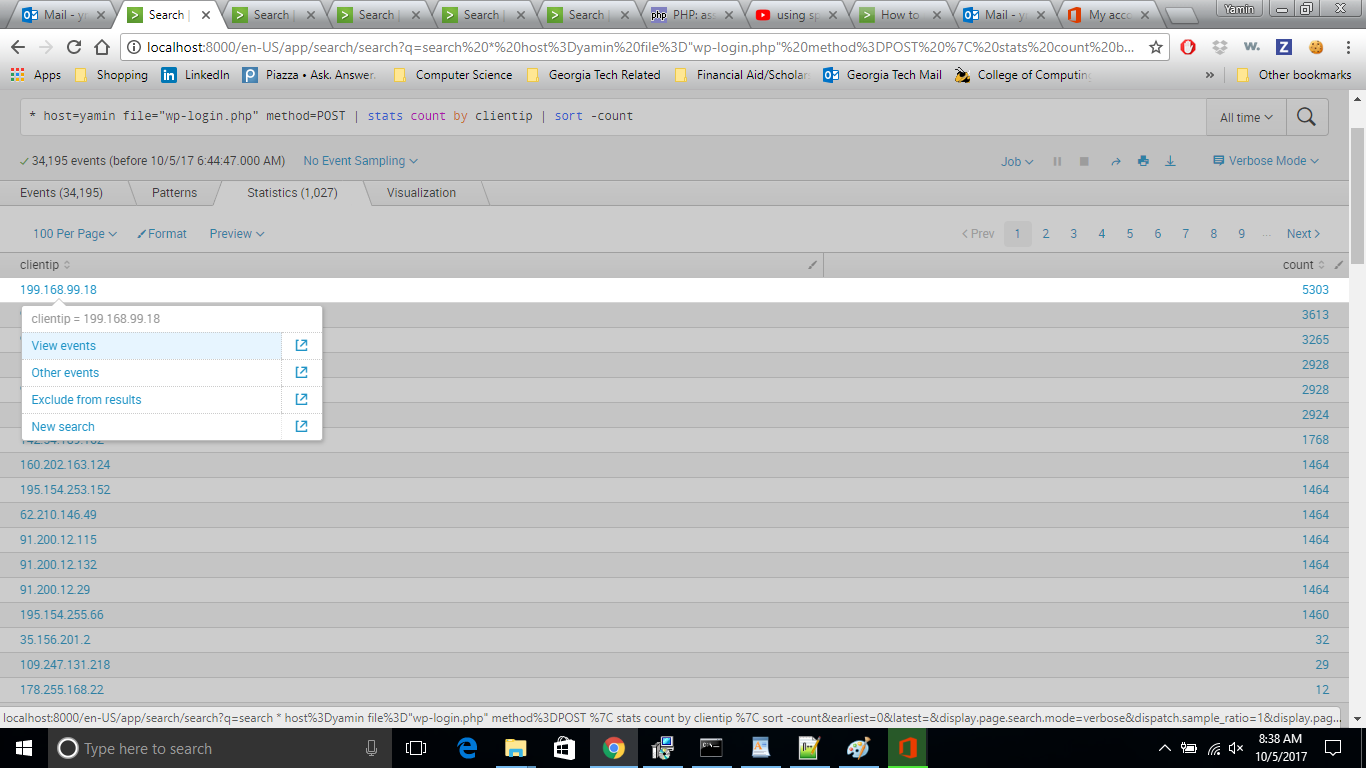 Mail - y
Search |
Search |
Search |
Search |
Search |
PHP: as
using sp
How to
Mail - y
My acco
Yamin
localhost:8000/en-US/app/search/search?q=search%20*%20host%3Dyamin%20file%3D"wp-login.php"%20method%3DPOST%20%7C%20stats%20count%20b...
Apps Shopping LinkedIn Piazza • Ask. Answer. Computer Science Georgia Tech Related Financial Aid/Scholar Georgia Tech Mail College of Computin » Other bookmarks
* host=yamin file="wp-login.php" method=POST | stats count by clientip | sort -count All time
34,195 events (before 10/5/17 6:44:47.000 AM) No Event Sampling Job Verbose Mode
Events (34,195) Patterns Statistics (1,027) Visualization
100 Per Page Format Preview < Prev 1 2 3 4 5 6 7 8 9 ... Next >
clientip count
199.168.99.18 5303
clientip = 199.168.99.18 3613
View events 3265
Other events 2928
Exclude from results 2928
New search 2924
1768
160.202.163.124 1464
195.154.253.152 1464
62.210.146.49 1464
91.200.12.115 1464
91.200.12.132 1464
91.200.12.29 1464
195.154.255.66 1460
35.156.201.2 32
109.247.131.218 29
178.255.168.22 12
localhost:8000/en-US/app/search/search?q=search * host%3Dyamin file%3D"wp-login.php" method%3DPOST %7C stats count by clientip %7C sort -count&earliest=0&latest=&display.page.search.mode=verbose&dispatch.sample_ratio=1&display.pag...
Type here to search
8:38 AM
10/5/2017